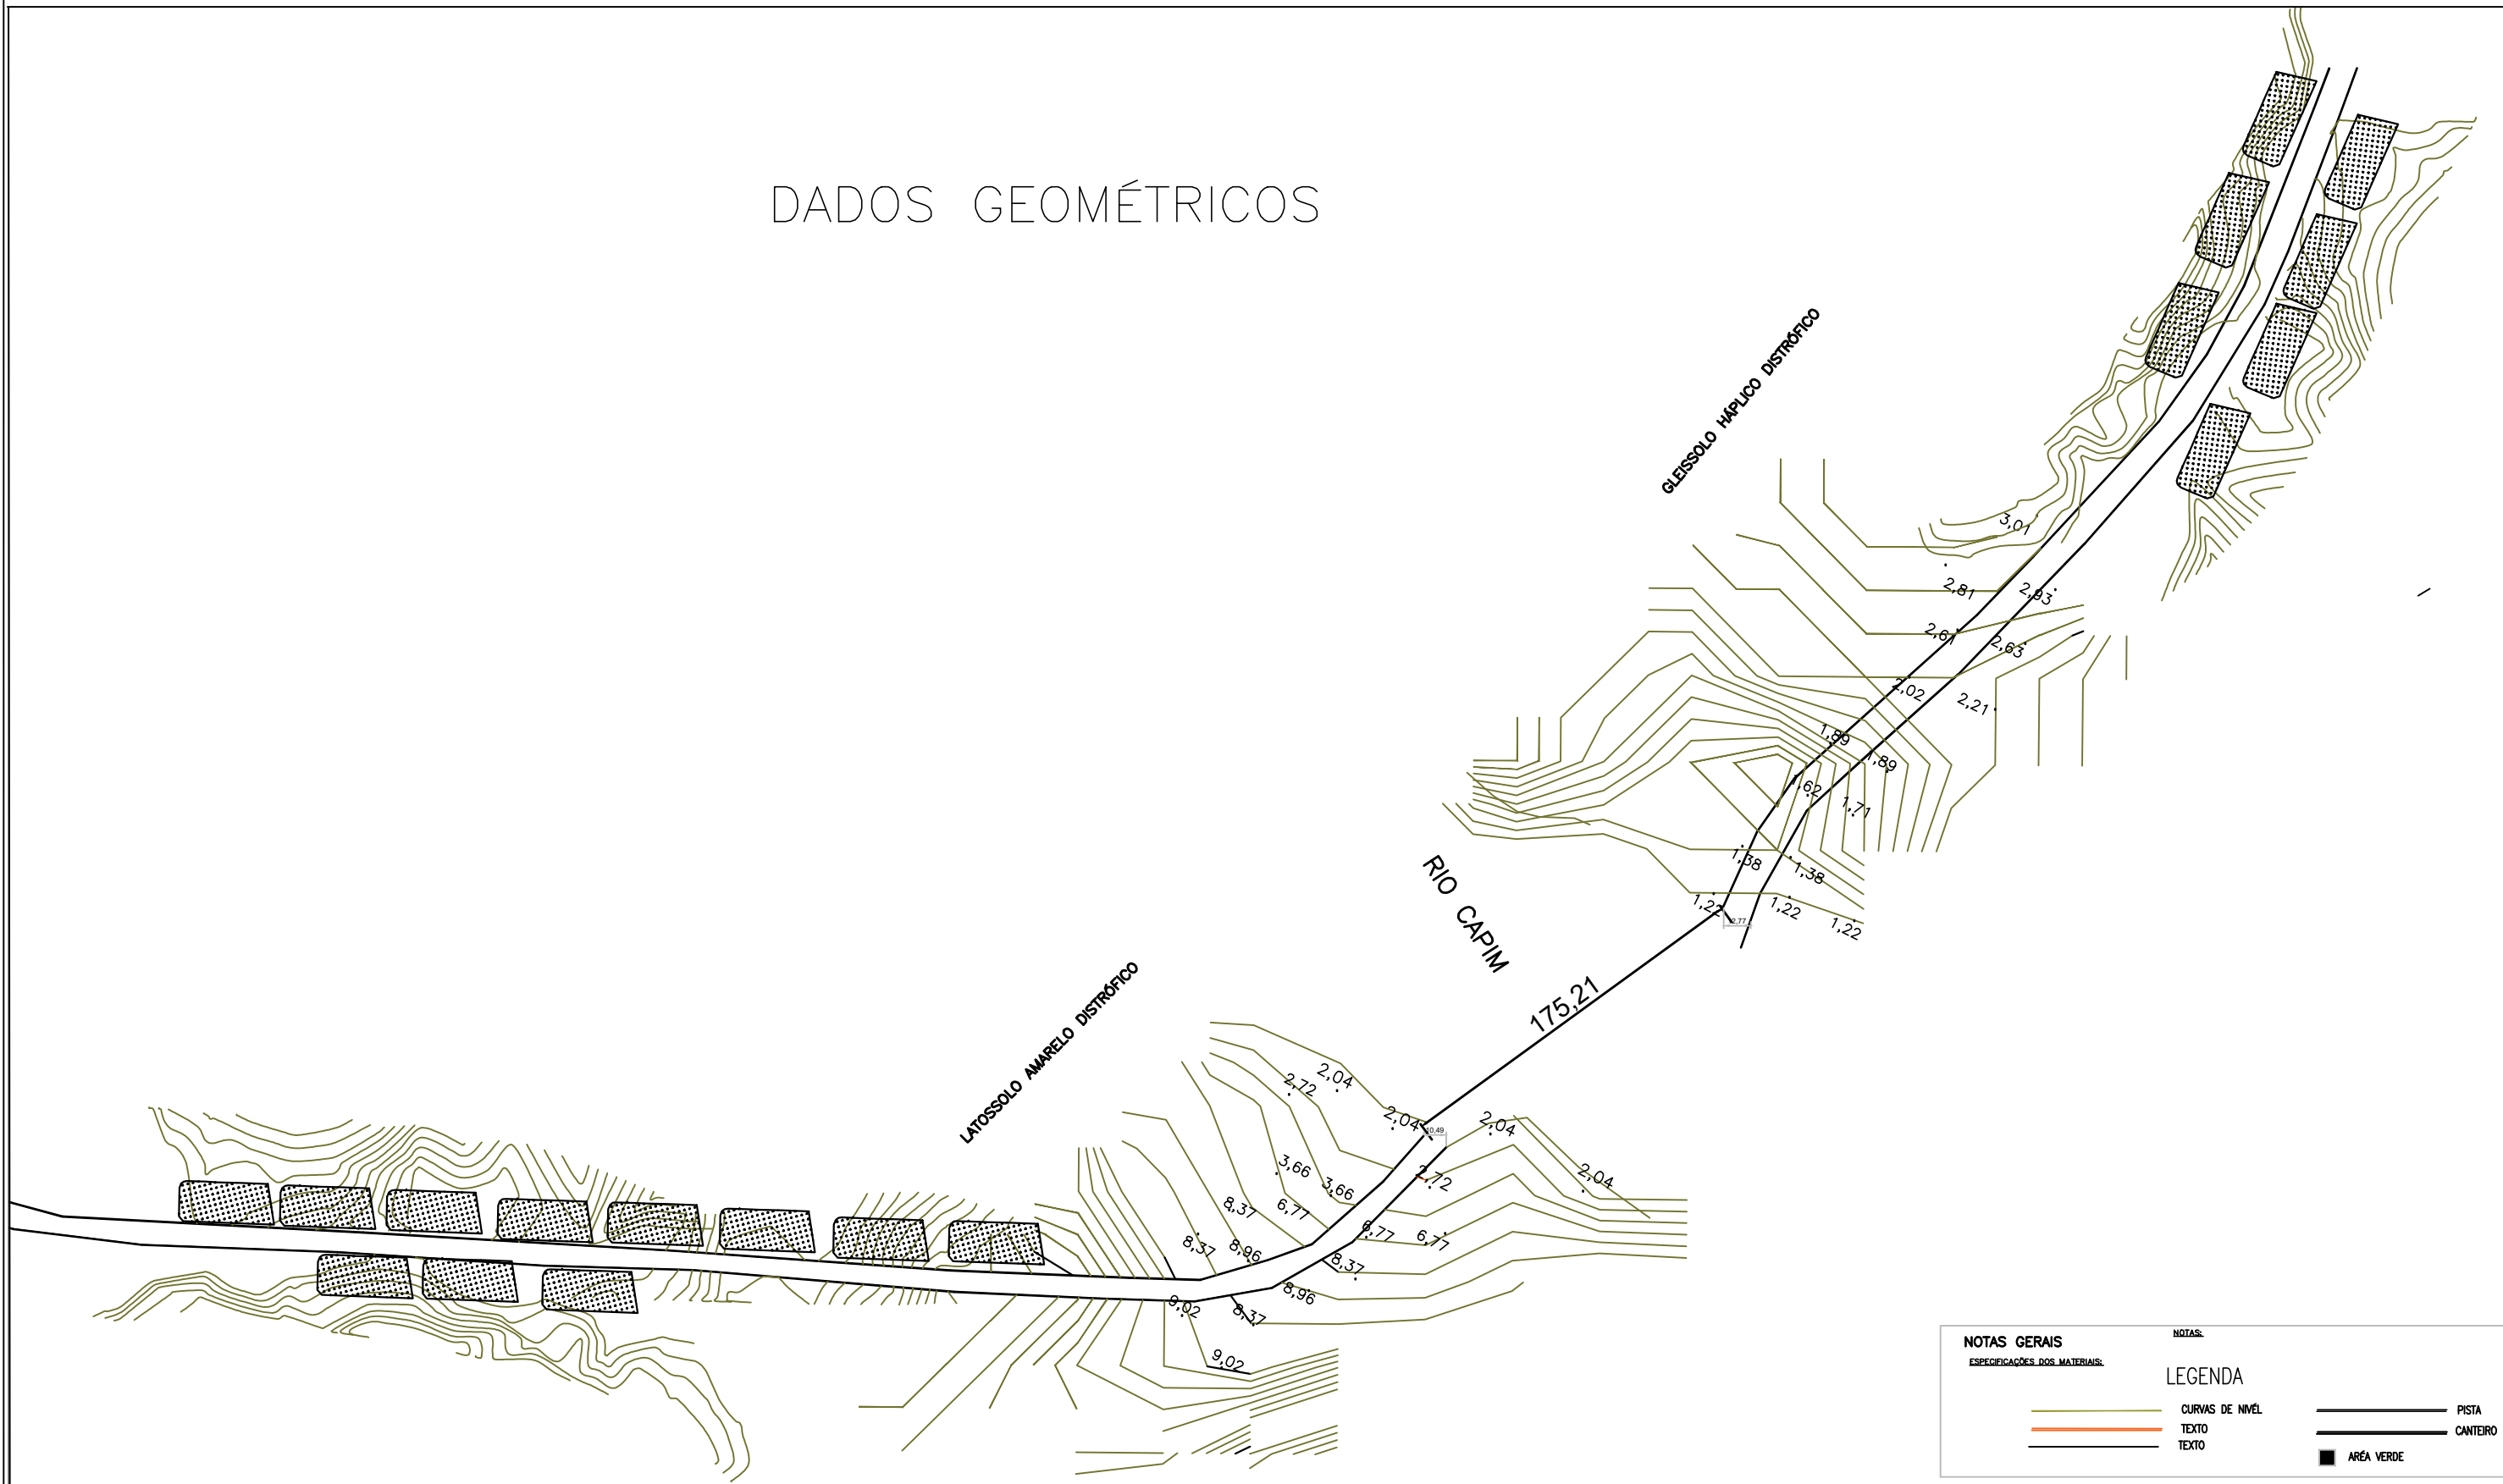 DADOS GEOMÉTRICOS
GLEISSOLO HÁPLICO DISTRÓFICO
3,01
2,81
2,93
2,61
2,63
2,02
2,21
1,89
1,89
1,62
1,71
1,38
1,38
1,22
1,22
1,22
2,77
RIO CAPIM
175,21
LATOSSOLO AMARELO DISTRÓFICO
2,04
2,72
2,04
2,04
10,49
3,66
3,66
2,72
2,04
8,37
6,77
6,77
6,77
8,37
8,96
8,37
8,96
9,02
8,37
9,02
NOTAS GERAIS
NOTAS:
ESPECIFICAÇÕES DOS MATERIAIS:
LEGENDA
CURVAS DE NIVÉL
PISTA
TEXTO
CANTEIRO
TEXTO
ARÉA VERDE